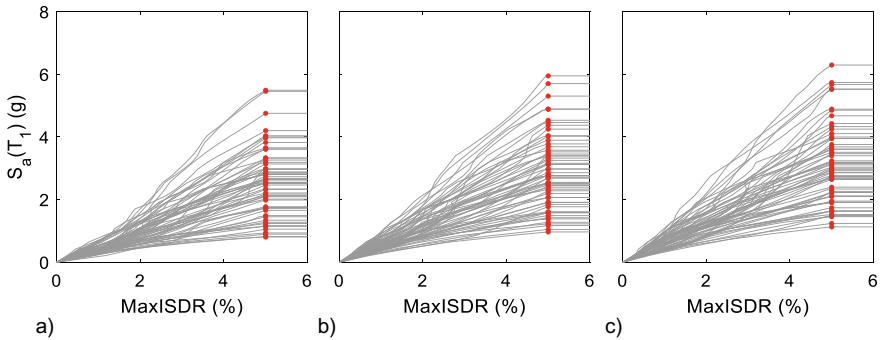 8
6
4
2
0
Sa(T1) (g)
0 2 4 6
0 2 4 6
0 2 4 6
MaxISDR (%)
MaxISDR (%)
MaxISDR (%)
a)
b)
c)